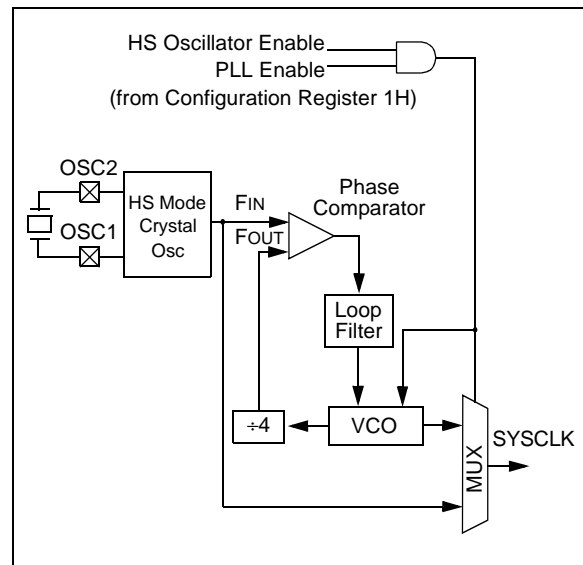 HS Oscillator Enable
PLL Enable
(from Configuration Register 1H)
OSC2
OSC1
HS Mode
Crystal
Osc
FIN
FOUT
Phase
Comparator
Loop
Filter
÷4
VCO
MUX
SYSCLK